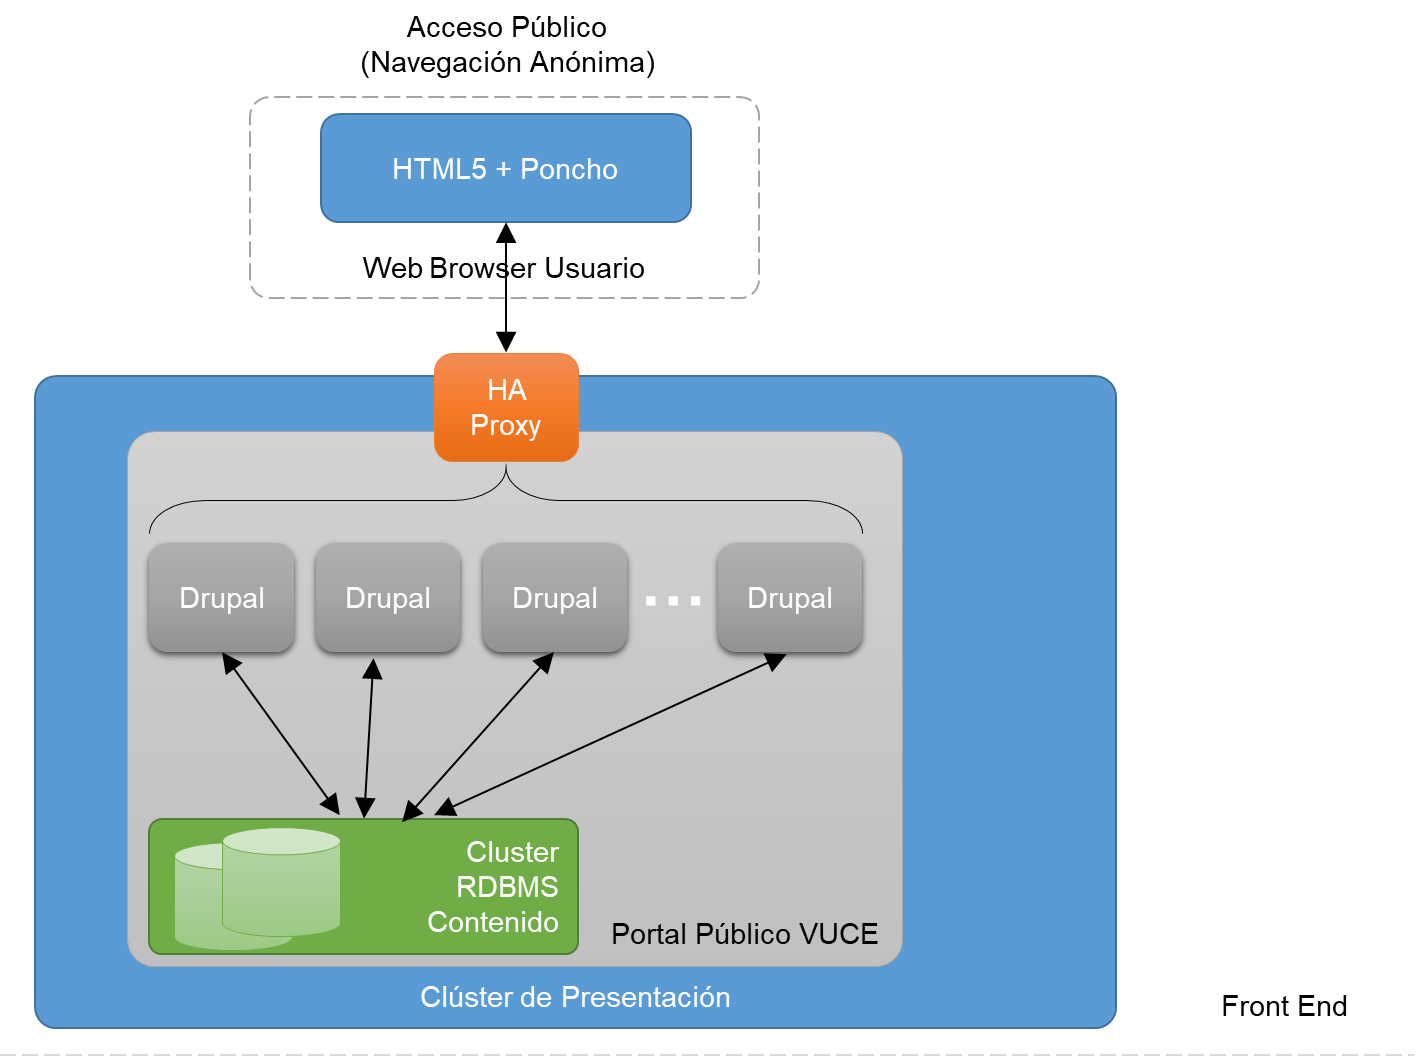 Acceso Público
(Navegación Anónima)
HTML5 + Poncho
Web Browser Usuario
HA
Proxy
Drupal
Drupal
Drupal
...
Drupal
Cluster
RDBMS
Contenido
Portal Público VUCE
Clúster de Presentación
Front End